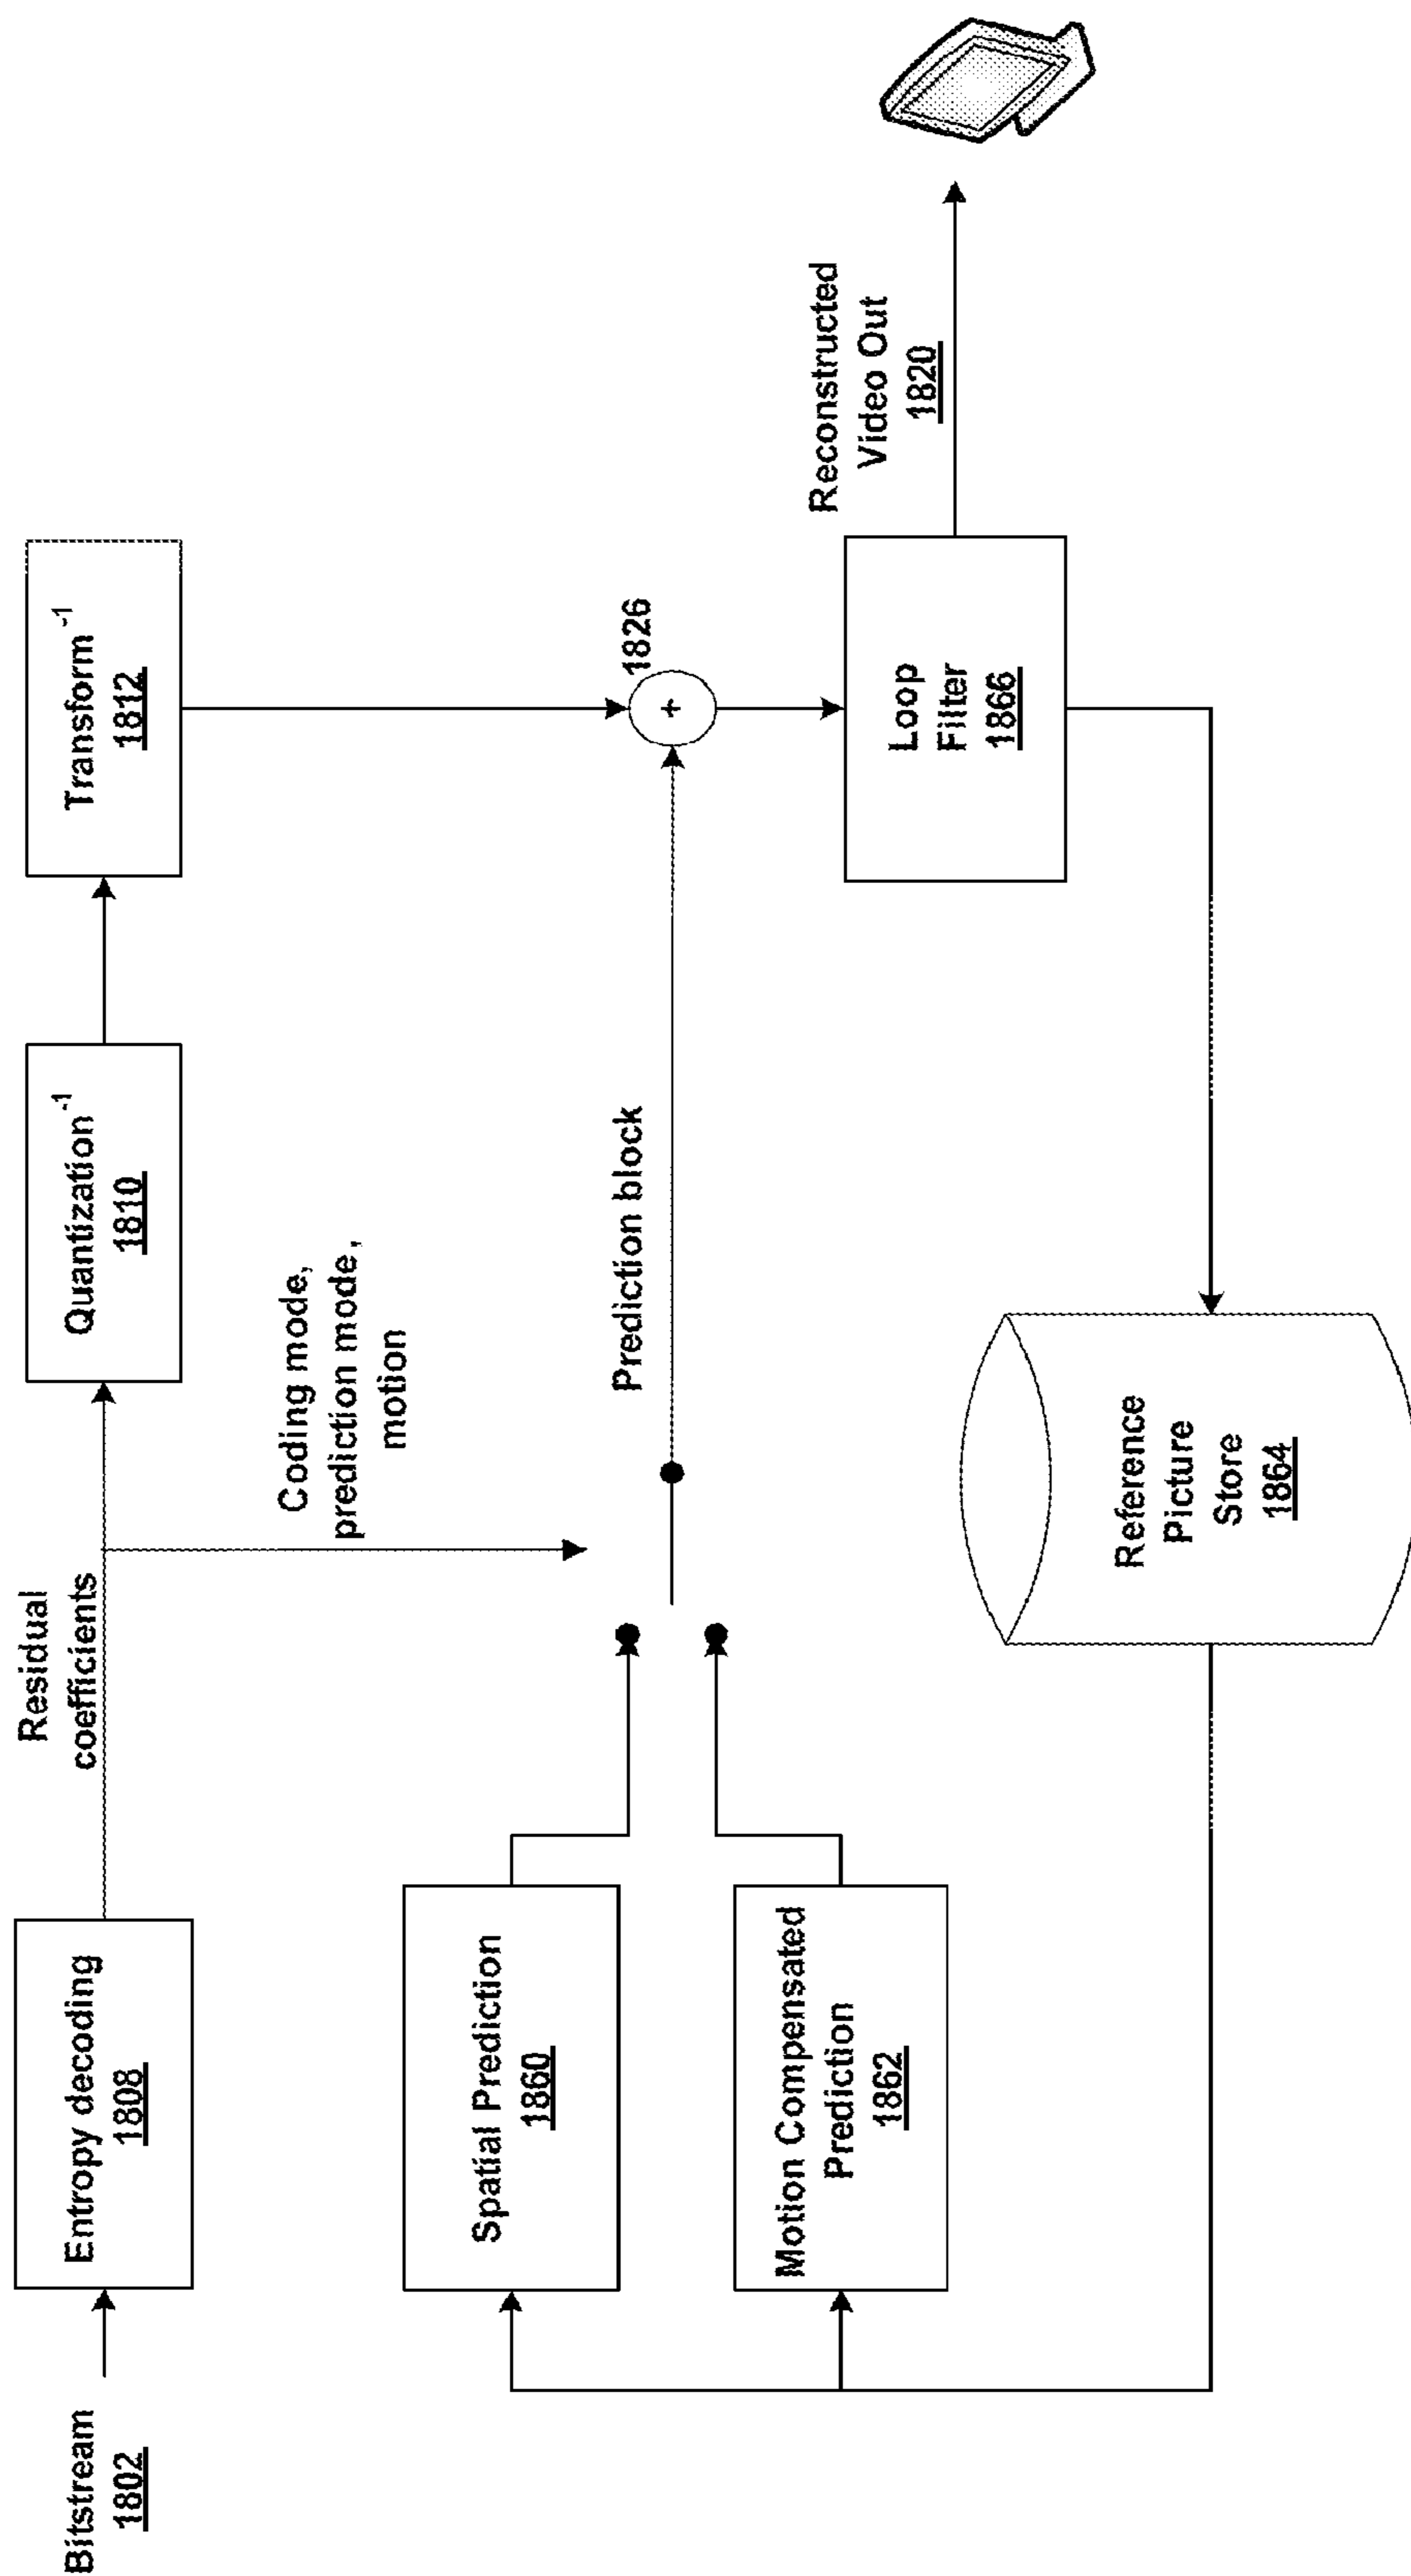 Bitstream
1802
Entropy decoding
1808
Residual
coefficients
Quantization-1
1810
Transform-1
1812
Coding mode,
prediction mode,
motion
Spatial Prediction
1860
Motion Compensated
Prediction
1862
Prediction block
+
1826
Loop
Filter
1866
Reconstructed
Video Out
1820
Reference
Picture
Store
1864